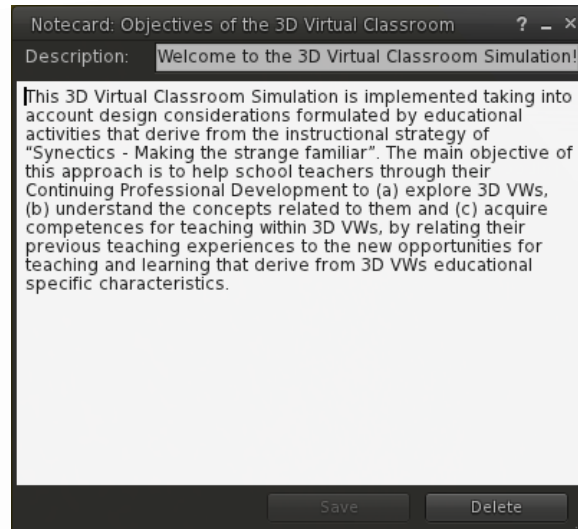 Notecard: Objectives of the 3D Virtual Classroom ? _ ×
Description: Welcome to the 3D Virtual Classroom Simulation!
This 3D Virtual Classroom Simulation is implemented taking into
account design considerations formulated by educational
activities that derive from the instructional strategy of
“Synectics - Making the strange familiar”. The main objective of
this approach is to help school teachers through their
Continuing Professional Development to (a) explore 3D VWs,
(b) understand the concepts related to them and (c) acquire
competences for teaching within 3D VWs, by relating their
previous teaching experiences to the new opportunities for
teaching and learning that derive from 3D VWs educational
specific characteristics.
Save Delete